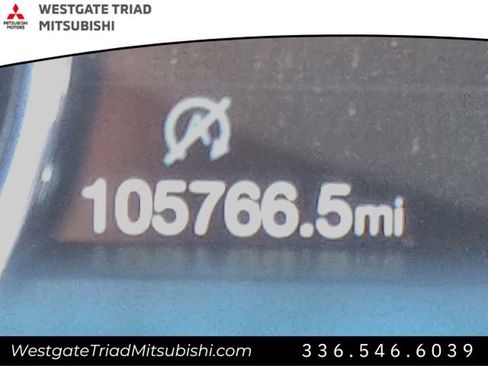 WESTGATE TRIAD
MITSUBISHI
MITSUBISHI
MOTORS
105766.5mi
WestgateTriadMitsubishi.com
336.546.6039